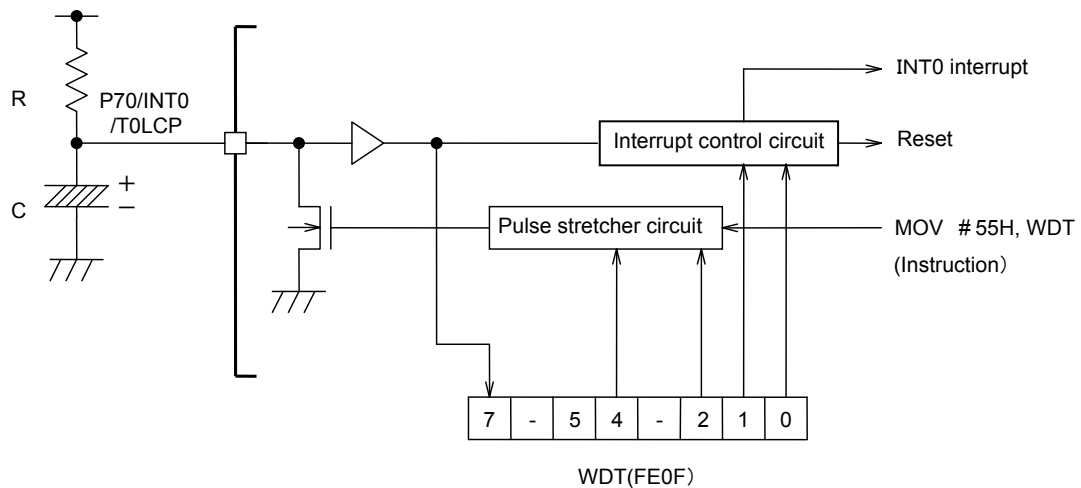 R
P70/INT0
/T0LCP
C
+
−
Interrupt control circuit
INT0 interrupt
Reset
Pulse stretcher circuit
MOV #55H, WDT
(Instruction)
7 - 5 4 - 2 1 0
WDT(FE0F)